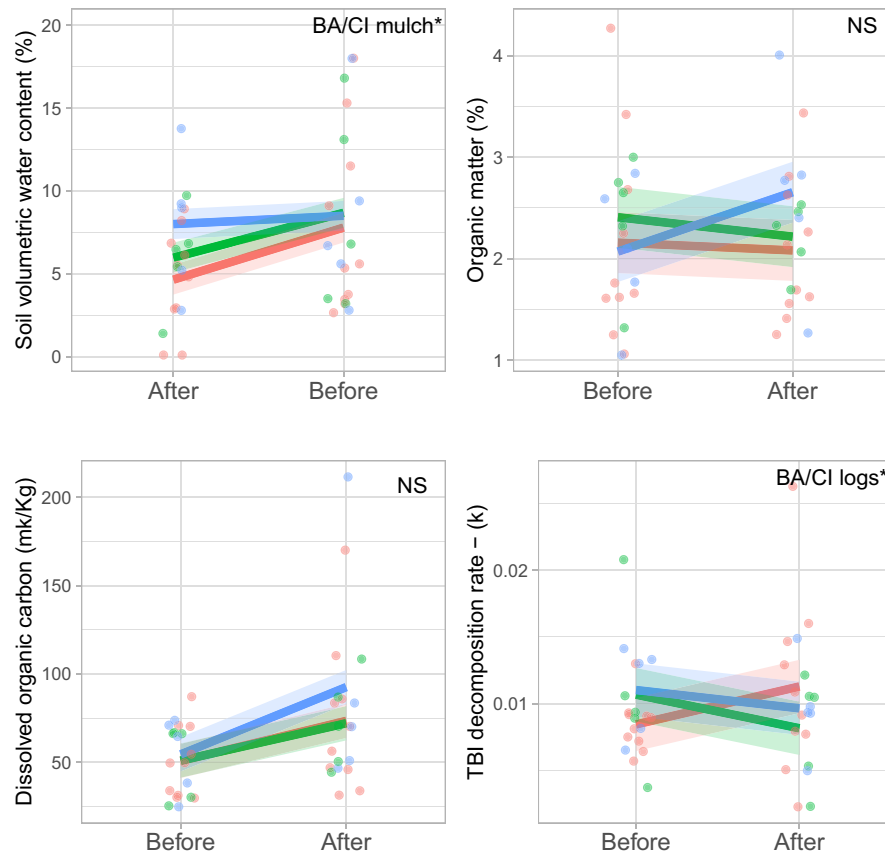 Soil volumetric water content (%)
BA/CI mulch*
20
15
10
5
0
After
Before
Organic matter (%)
NS
4
3
2
1
Before
After
Dissolved organic carbon (mk/Kg)
NS
200
150
100
50
Before
After
TBI decomposition rate − (k)
BA/CI logs*
0.02
0.01
Before
After